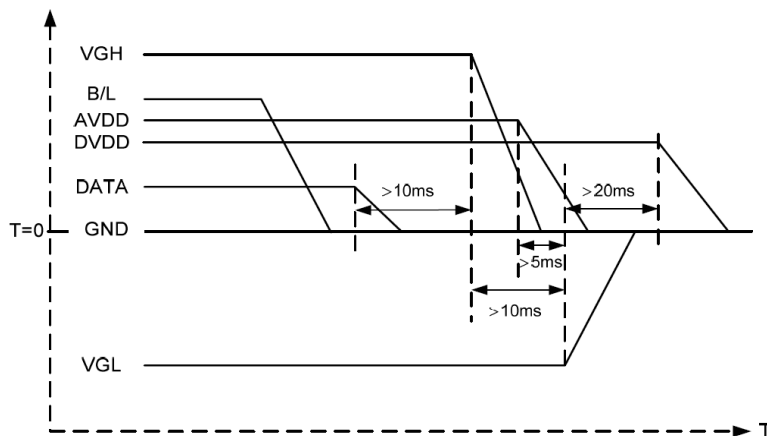 VGH
B/L
AVDD
DVDD
DATA
>10ms
>20ms
T=0
GND
>5ms
>10ms
VGL
T